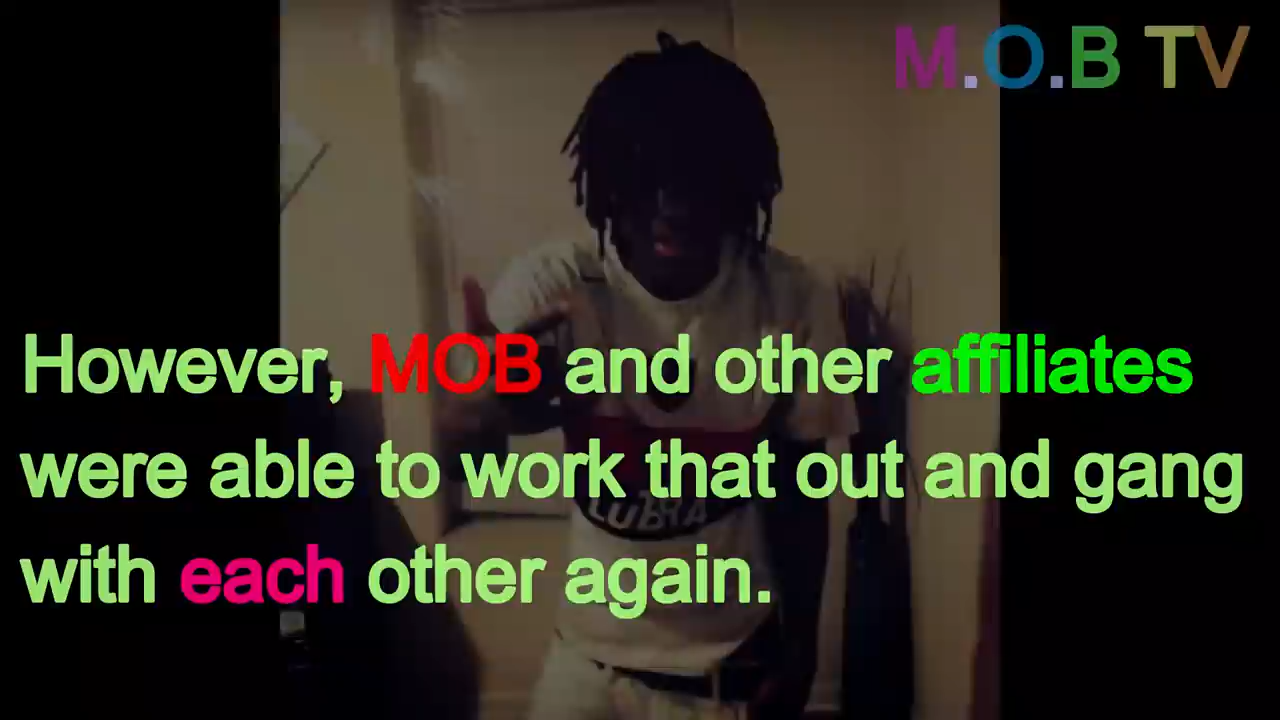 M.O.B TV
However, MOB and other affiliates
were able to work that out and gang
with each other again.